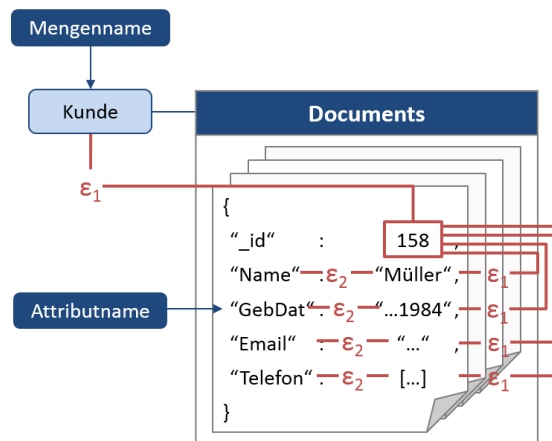 Mengenname
Kunde
Documents
ε1
{
“_id“ : 158 ,
“Name“ : ε2 “Müller“, ε1
Attributname
“GebDat“ : ε2 “...1984“, ε1
“Email“ : ε2 “...“ , ε1
“Telefon“ : ε2 [...] ε1
}